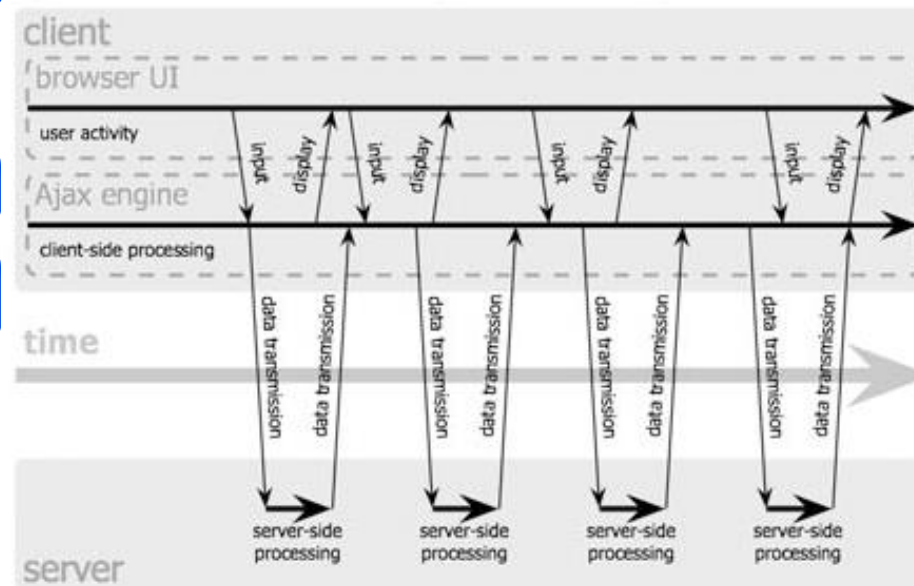 client
browser UI
user activity
input
display
input
display
input
display
input
display
Ajax engine
client-side processing
data transmission
data transmission
data transmission
data transmission
data transmission
data transmission
data transmission
data transmission
time
server-side
processing
server-side
processing
server-side
processing
server-side
processing
server